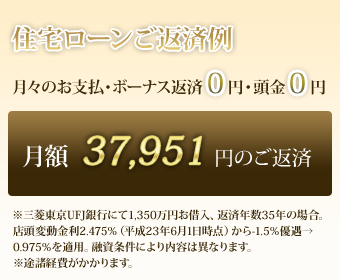 住宅ローンご返済例
月々のお支払・ボーナス返済0円・頭金0円
月額 37,951円のご返済
※三菱東京UFJ銀行にて1,350万円お借入、返済年数35年の場合。
店頭変動金利2.475%（平成23年6月1日時点）から-1.5%優遇→
0.975%を適用。融資条件により内容は異なります。
※途諸経費がかかります。